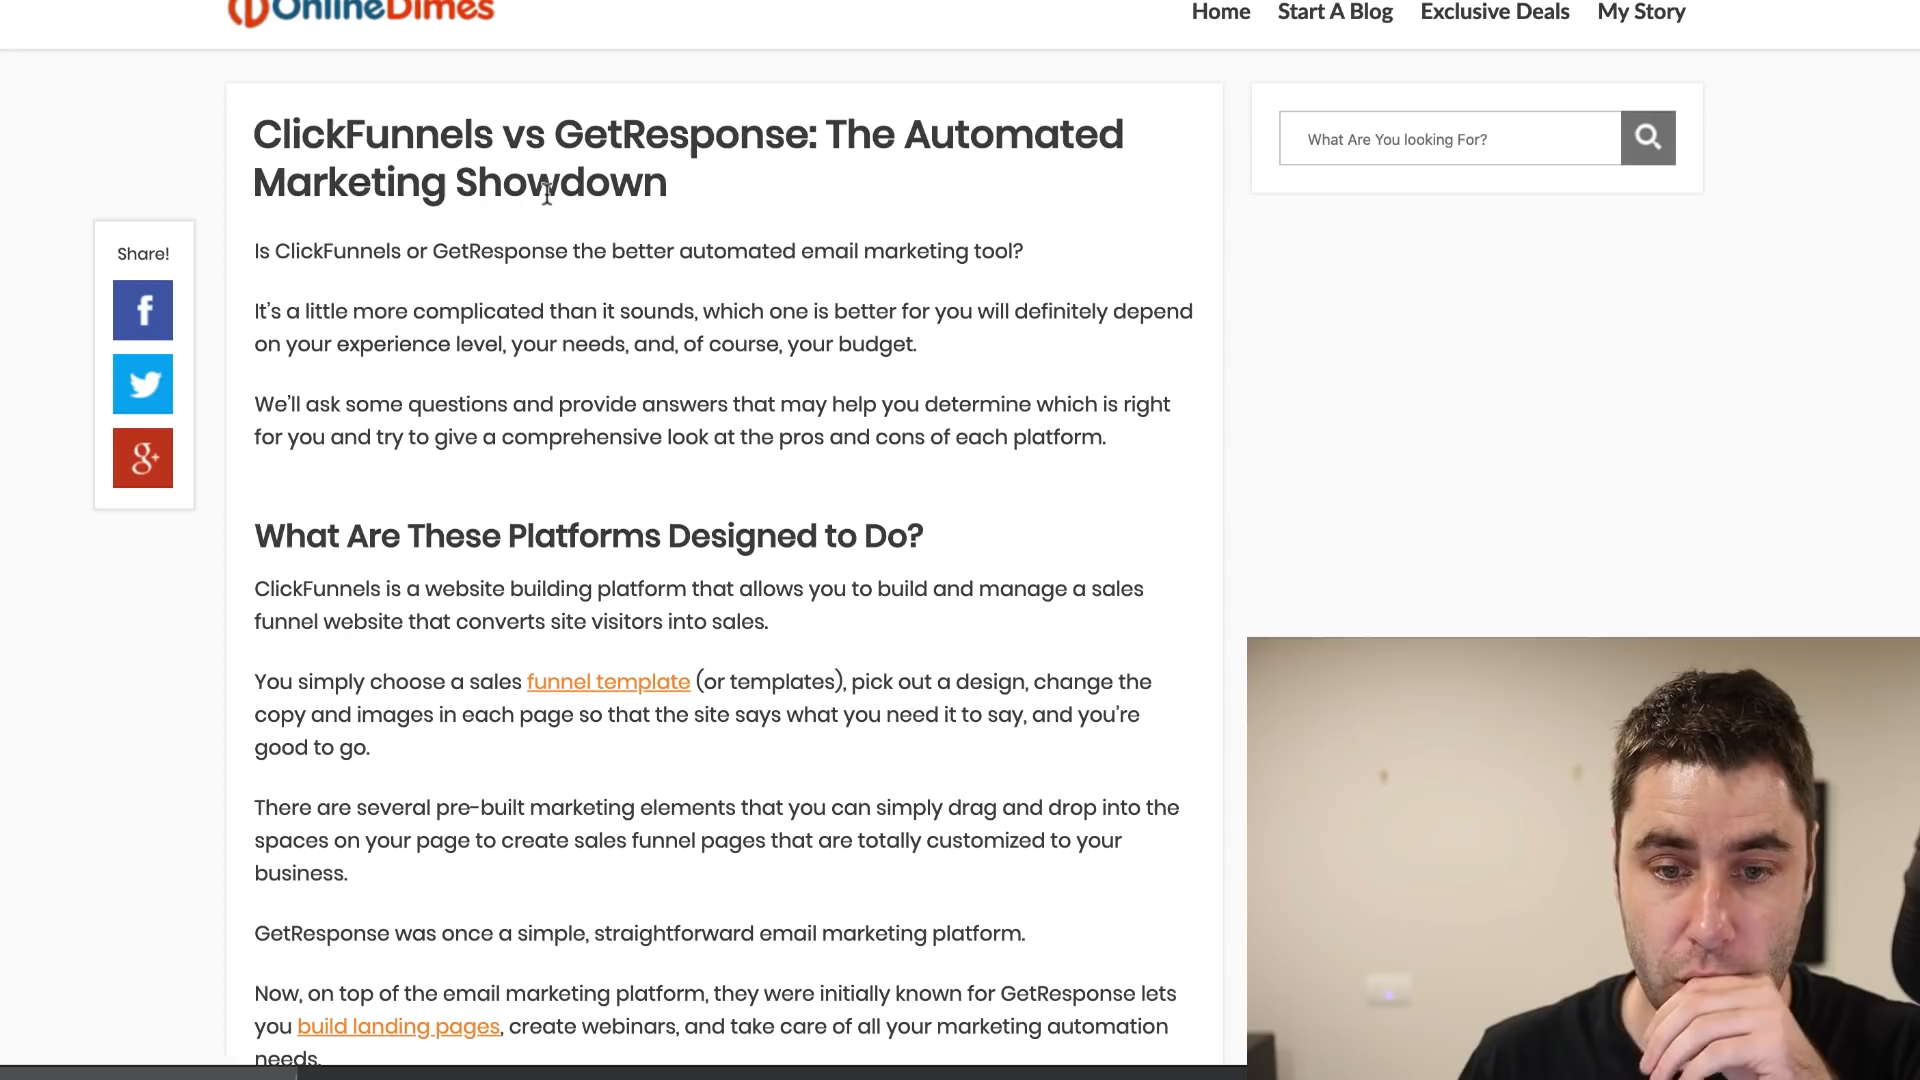 OnlineDimes
Home Start A Blog Exclusive Deals My Story
ClickFunnels vs GetResponse: The Automated
Marketing Showdown
What Are You looking For?
Share!
Is ClickFunnels or GetResponse the better automated email marketing tool?
It's a little more complicated than it sounds, which one is better for you will definitely depend
on your experience level, your needs, and, of course, your budget.
We'll ask some questions and provide answers that may help you determine which is right
for you and try to give a comprehensive look at the pros and cons of each platform.
What Are These Platforms Designed to Do?
ClickFunnels is a website building platform that allows you to build and manage a sales
funnel website that converts site visitors into sales.
You simply choose a sales funnel template (or templates), pick out a design, change the
copy and images in each page so that the site says what you need it to say, and you're
good to go.
There are several pre-built marketing elements that you can simply drag and drop into the
spaces on your page to create sales funnel pages that are totally customized to your
business.
GetResponse was once a simple, straightforward email marketing platform.
Now, on top of the email marketing platform, they were initially known for GetResponse lets
you build landing pages, create webinars, and take care of all your marketing automation
needs.